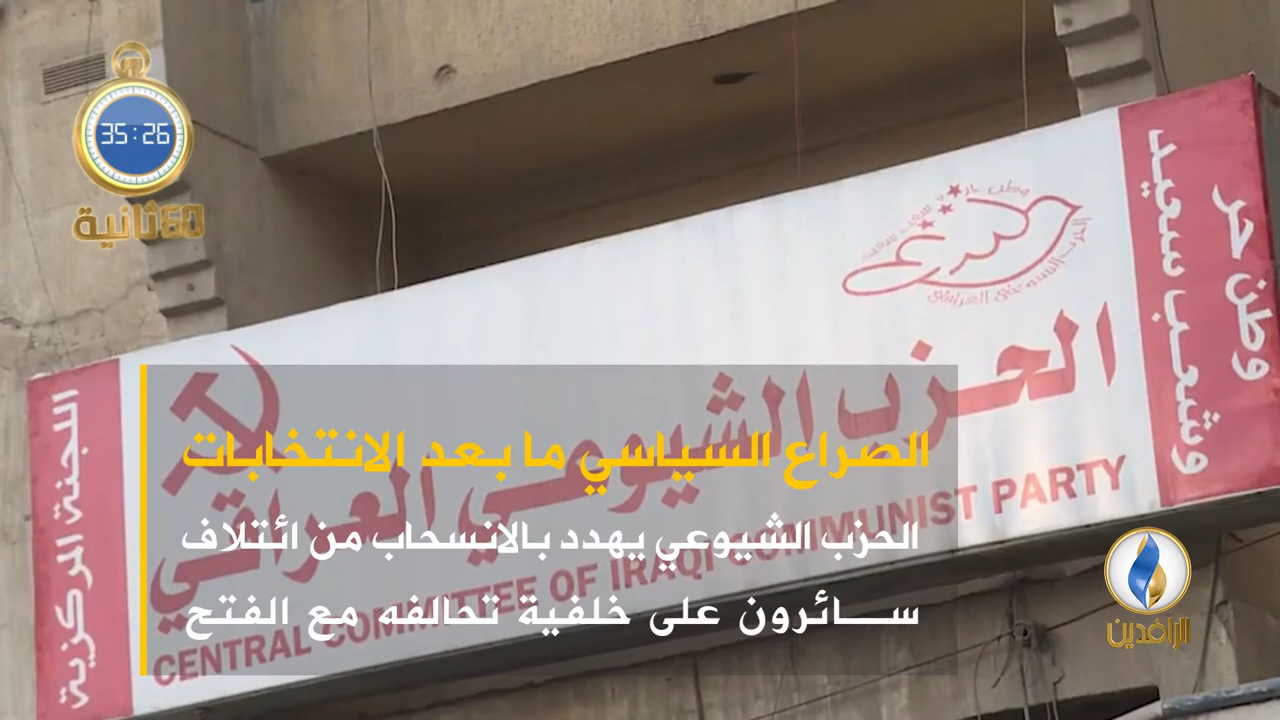 35:26
60 ثانية
وطن حر
وشعب سعيد
الحزب الشيوعي العراقي
CENTRAL COMMITTEE OF IRAQI COMMUNIST PARTY
اللجنة المركزية
الصراع السياسي ما بعد الانتخابات
الحزب الشيوعي يهدد بالانسحاب من ائتلاف
سائرون على خلفية تحالفه مع الفتح
الرافدين